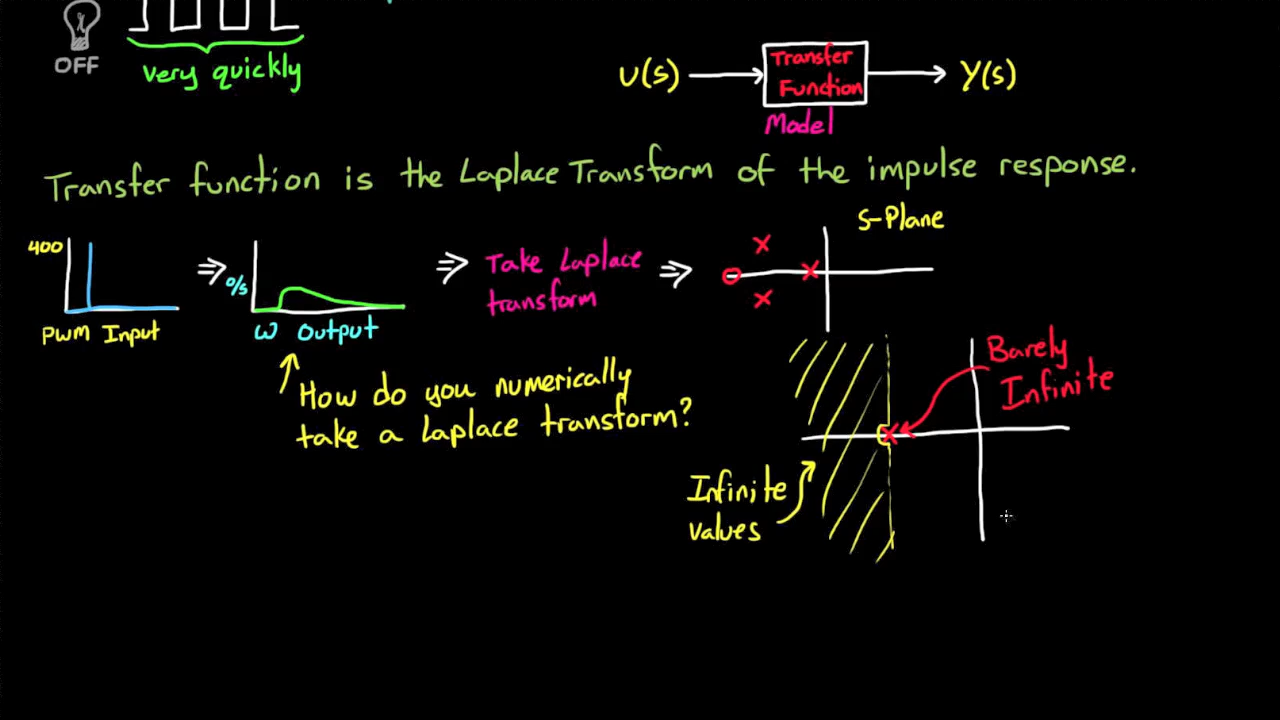 OFF
very quickly
U(s)
Transfer
Function
Y(s)
Model
Transfer function is the Laplace Transform of the impulse response.
S-Plane
400
PWM Input
0/s
ω Output
Take Laplace
transform
How do you numerically
take a Laplace transform?
Barely
Infinite
Infinite
values